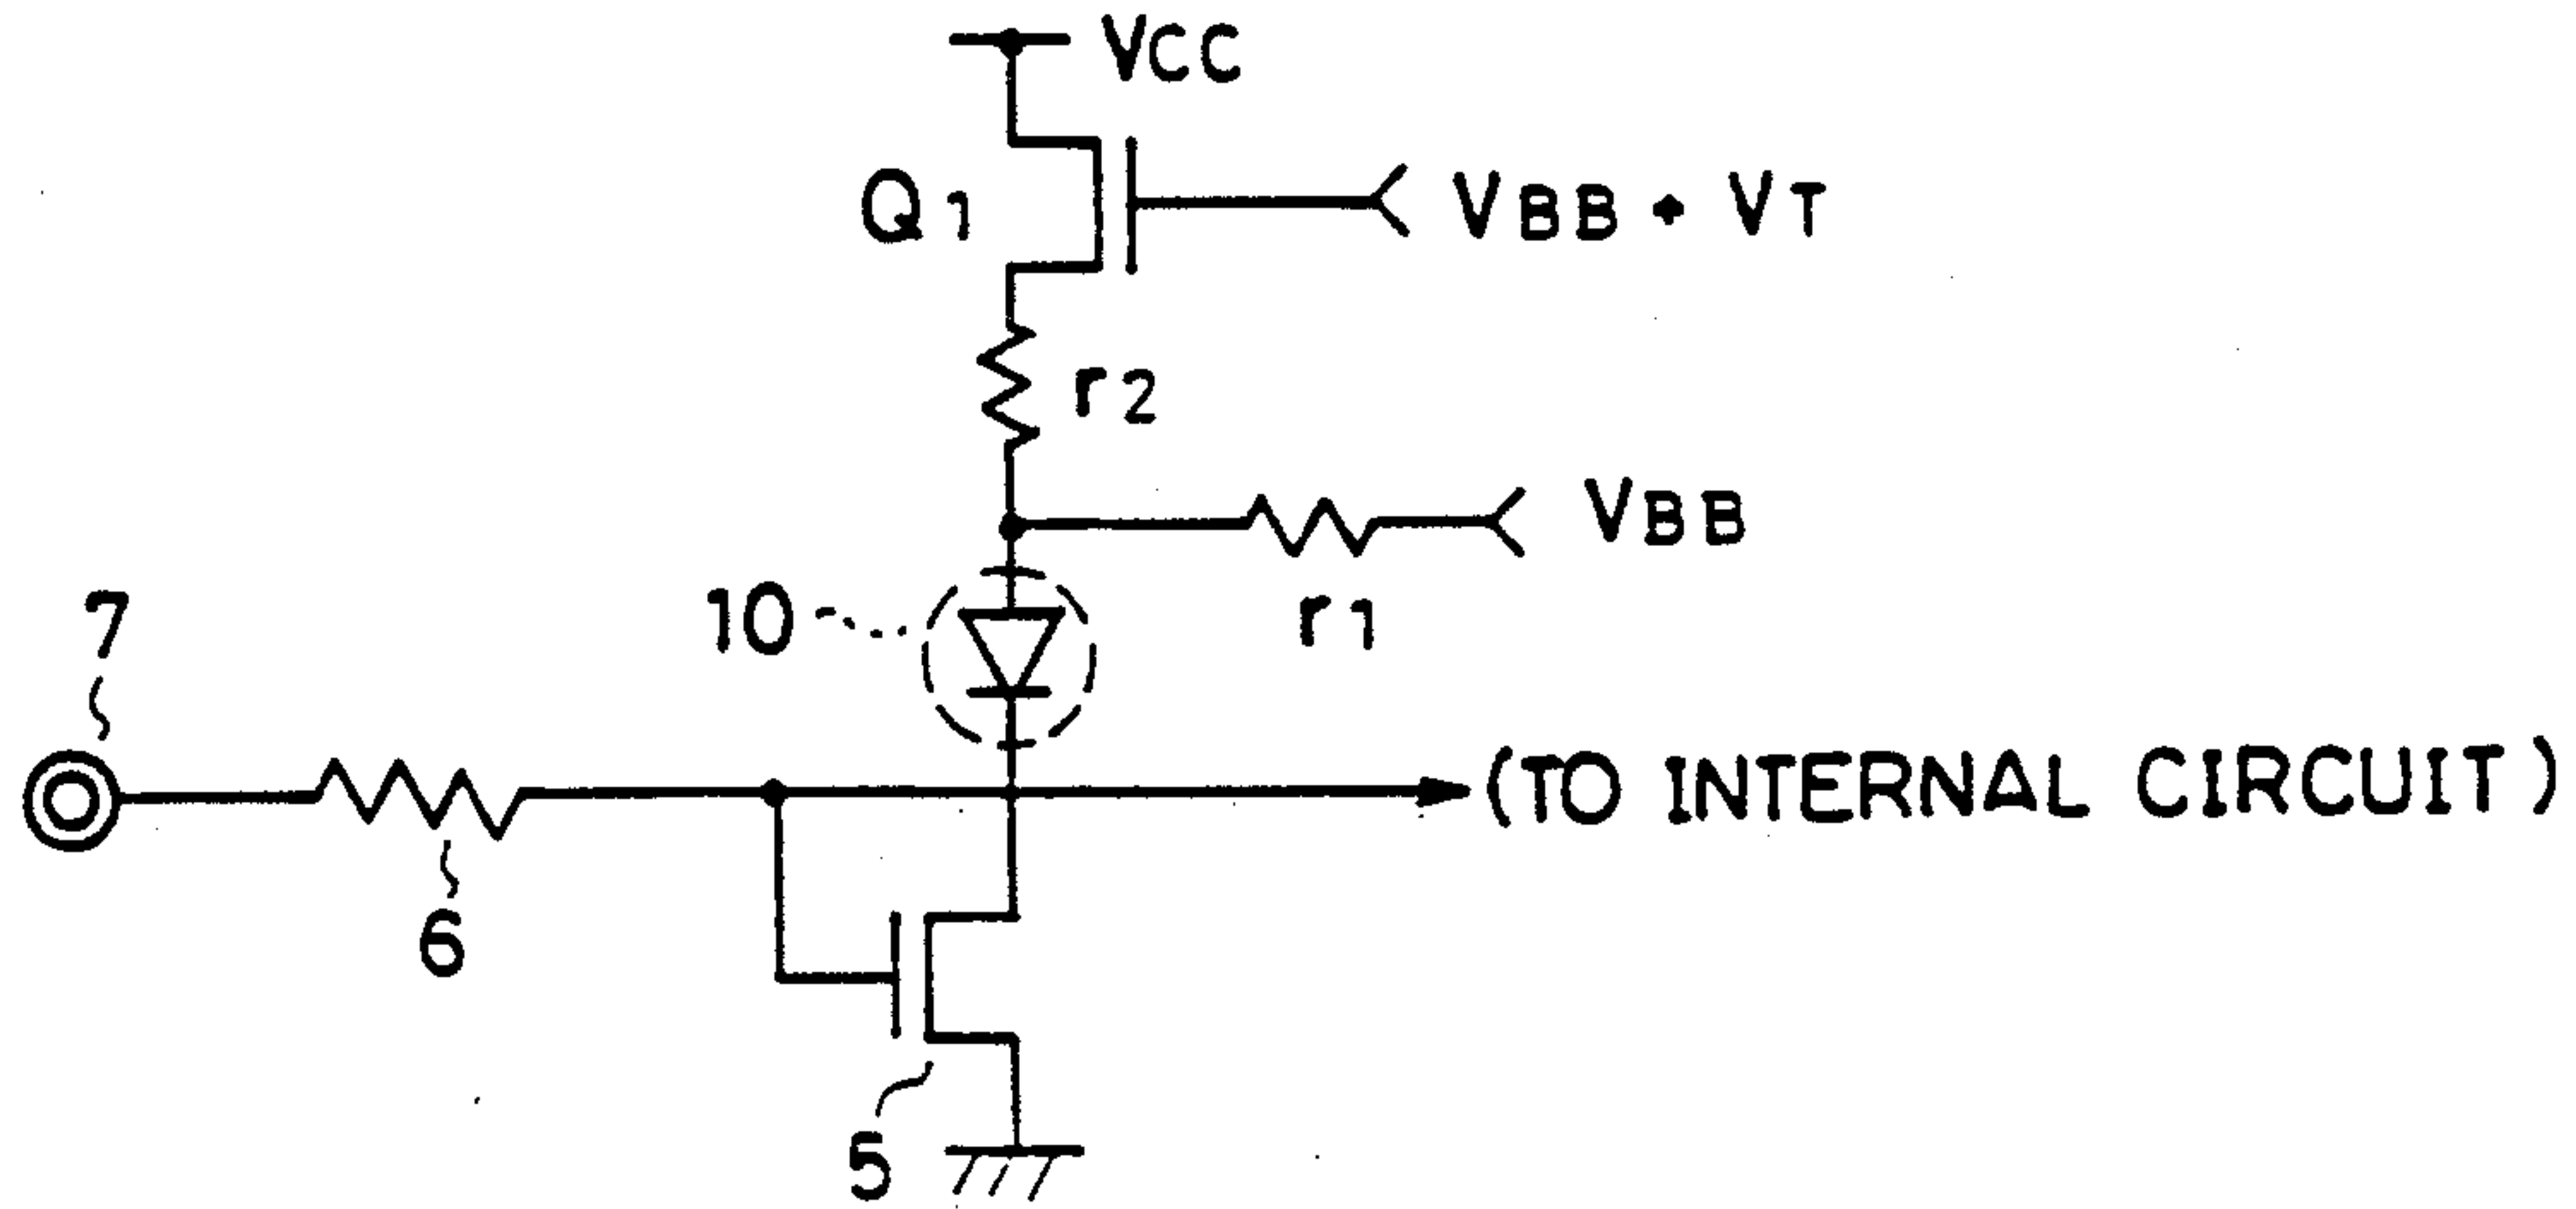 VCC
Q1
VBB + VT
r2
VBB
10
r1
7
(TO INTERNAL CIRCUIT)
6
5